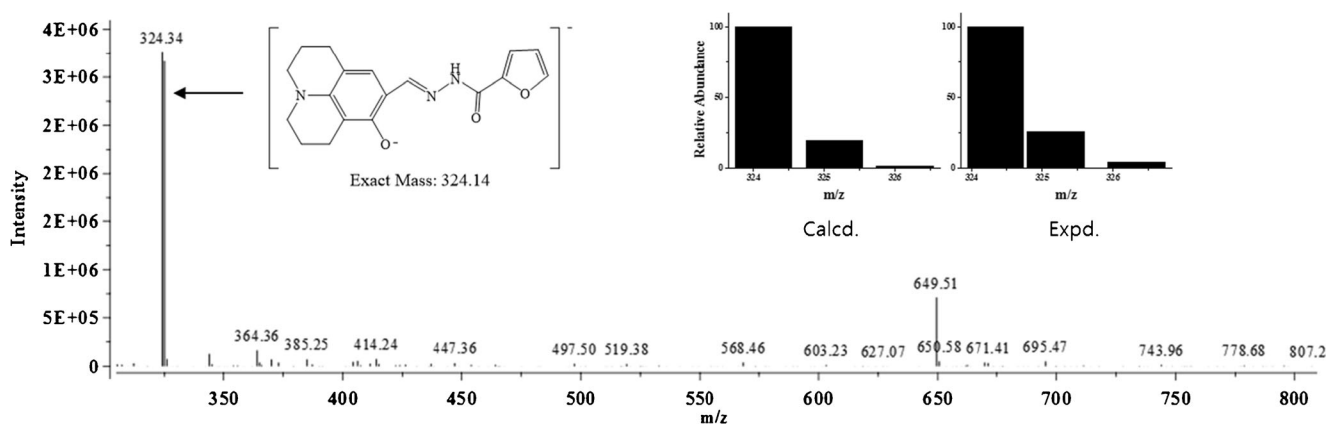 4E+06
3E+06
2E+06
2E+06
2E+06
1E+06
5E+05
0
Intensity
324.34
364.36
385.25
414.24
447.36
497.50
519.38
568.46
603.23
627.07
649.51
650.58
671.41
695.47
743.96
778.68
807.2
350
400
450
500
550
600
650
700
750
800
m/z
N
O⁻
N
H
N
O
O
-
Exact Mass: 324.14
Relative Abundance
100
50
0
324
325
326
m/z
Calcd.
100
50
0
324
325
326
m/z
Expd.